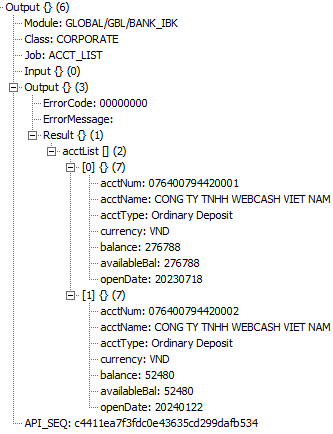 Output {} (6)
Module: GLOBAL/GBL/BANK_IBK
Class: CORPORATE
Job: ACCT_LIST
Input {} (0)
Output {} (3)
ErrorCode: 00000000
ErrorMessage:
Result {} (1)
acctList [] (2)
[0] {} (7)
acctNum: 076400794420001
acctName: CONG TY TNHH WEBCASH VIET NAM
acctType: Ordinary Deposit
currency: VND
balance: 276788
availableBal: 276788
openDate: 20230718
[1] {} (7)
acctNum: 076400794420002
acctName: CONG TY TNHH WEBCASH VIET NAM
acctType: Ordinary Deposit
currency: VND
balance: 52480
availableBal: 52480
openDate: 20240122
API_SEQ: c4411ea7f3fdc0e43635cd299dafb534